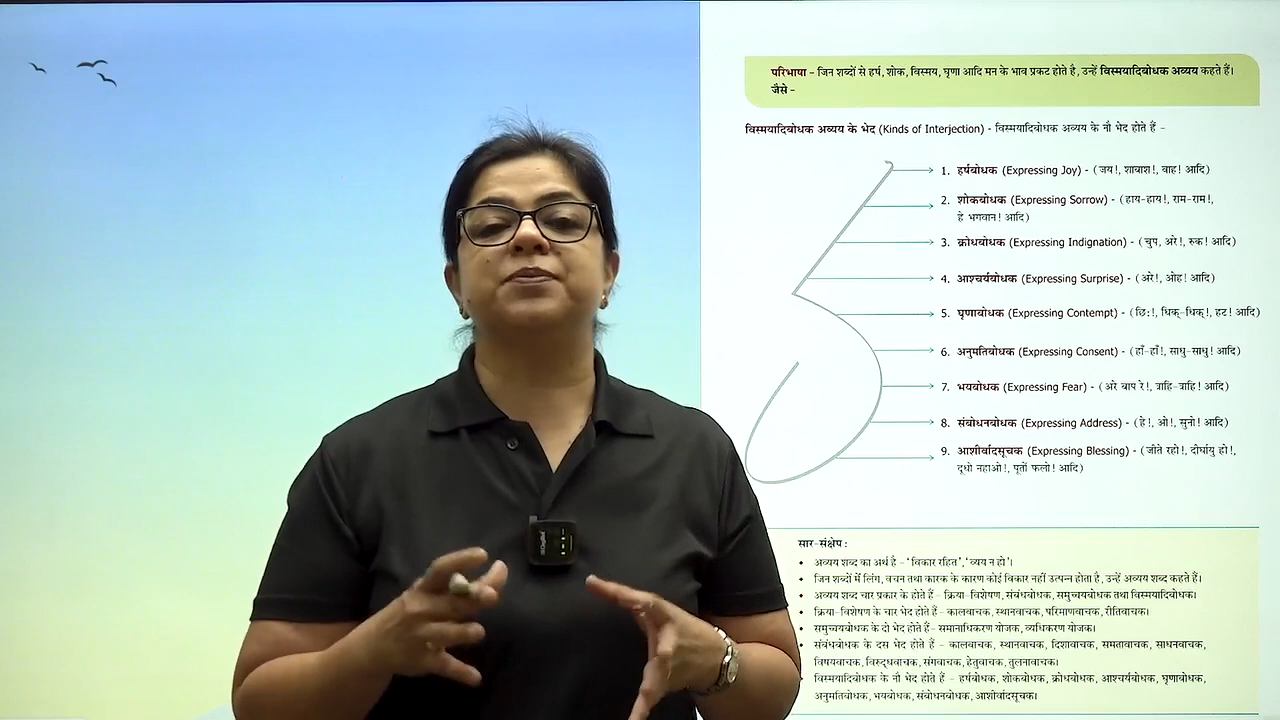 परिभाषा - जिन शब्दों से हर्ष, शोक, विस्मय, घृणा आदि मन के भाव प्रकट होते है, उन्हें विस्मयादिबोधक अव्यय कहते हैं।
जैसे -
विस्मयादिबोधक अव्यय के भेद (Kinds of Interjection) - विस्मयादिबोधक अव्यय के नौ भेद होते हैं -
1. हर्षबोधक (Expressing Joy) - (जय!, शाबाश!, वाह! आदि)
2. शोकबोधक (Expressing Sorrow) - (हाय-हाय!, राम-राम!,
हे भगवान! आदि)
3. क्रोधबोधक (Expressing Indignation) - (चुप, अरे!, रुक! आदि)
4. आश्चर्यबोधक (Expressing Surprise) - (अरे!, ओह! आदि)
5. घृणाबोधक (Expressing Contempt) - (छिः!, धिक्-धिक्!, हट! आदि)
6. अनुमतिबोधक (Expressing Consent) - (हाँ-हाँ!, साधु-साधु! आदि)
7. भयबोधक (Expressing Fear) - (अरे बाप रे!, त्राहि-त्राहि! आदि)
8. संबोधनबोधक (Expressing Address) - (हे!, ओ!, सुनो! आदि)
9. आशीर्वादसूचक (Expressing Blessing) - (जीते रहो!, दीर्घायु हो!,
दूधो नहाओ!, पूतों फलो! आदि)
सार-संक्षेप :
• अव्यय शब्द का अर्थ है - 'विकार रहित', 'व्यय न हो'।
• जिन शब्दों में लिंग, वचन तथा कारक के कारण कोई विकार नहीं उत्पन्न होता है, उन्हें अव्यय शब्द कहते हैं।
• अव्यय शब्द चार प्रकार के होते हैं - क्रिया-विशेषण, संबंधबोधक, समुच्चयबोधक तथा विस्मयादिबोधक।
• क्रिया-विशेषण के चार भेद होते हैं - कालवाचक, स्थानवाचक, परिमाणवाचक, रीतिवाचक।
• समुच्चयबोधक के दो भेद होते हैं- समानाधिकरण योजक, व्यधिकरण योजक।
• संबंधबोधक के दस भेद होते हैं - कालवाचक, स्थानवाचक, दिशावाचक, समतावाचक, साधनवाचक,
विषयवाचक, विरुद्धवाचक, संगवाचक, हेतुवाचक, तुलनावाचक।
• विस्मयादिबोधक के नौ भेद होते हैं - हर्षबोधक, शोकबोधक, क्रोधबोधक, आश्चर्यबोधक, घृणाबोधक,
अनुमतिबोधक, भयबोधक, संबोधनबोधक, आशीर्वादसूचक।